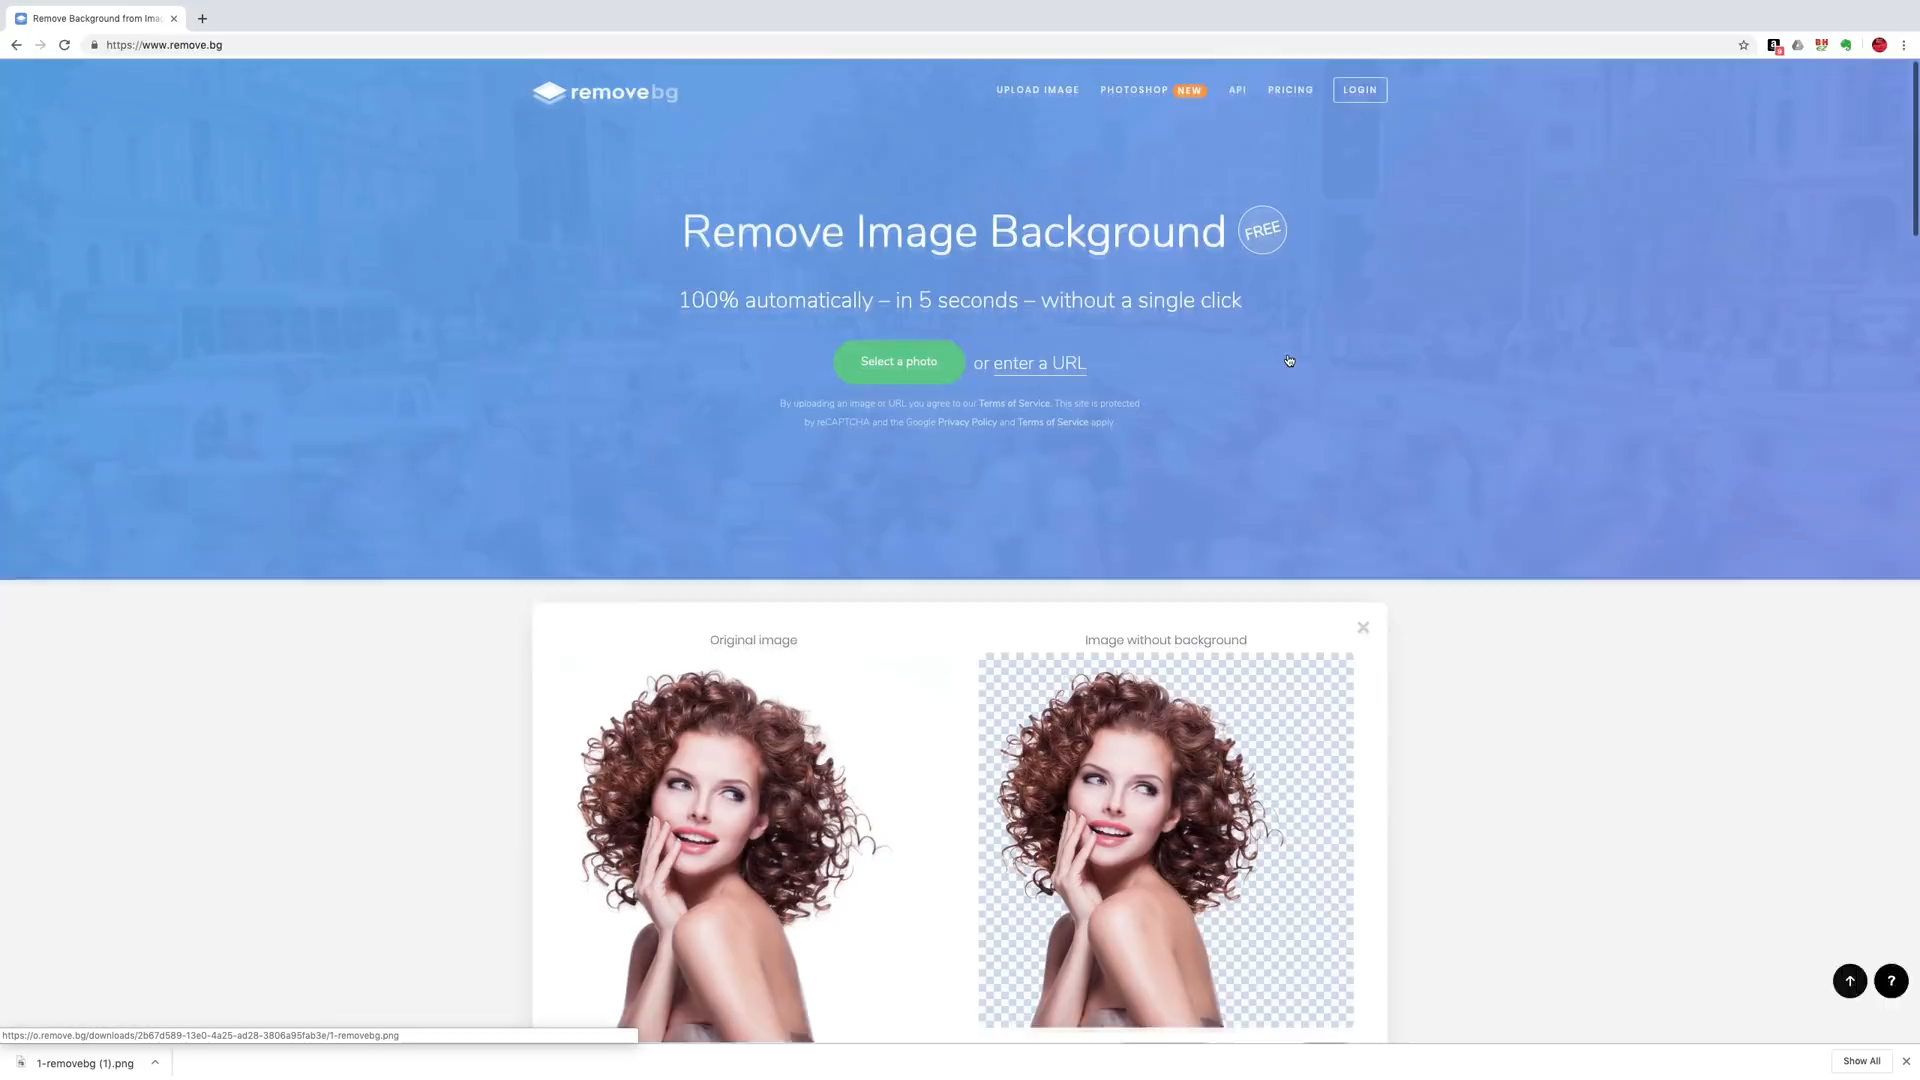 Remove Background from Ima
https://www.remove.bg
removebg
UPLOAD IMAGE
PHOTOSHOP NEW
API
PRICING
LOGIN
Remove Image Background FREE
100% automatically – in 5 seconds – without a single click
Select a photo or enter a URL
By uploading an image or URL you agree to our Terms of Service. This site is protected
by reCAPTCHA and the Google Privacy Policy and Terms of Service apply.
Original image
Image without background
?
https://o.remove.bg/downloads/2b67d589-13e0-4a25-ad28-3806a95fab3e/1-removebg.png
1-removebg (1).png
Show All